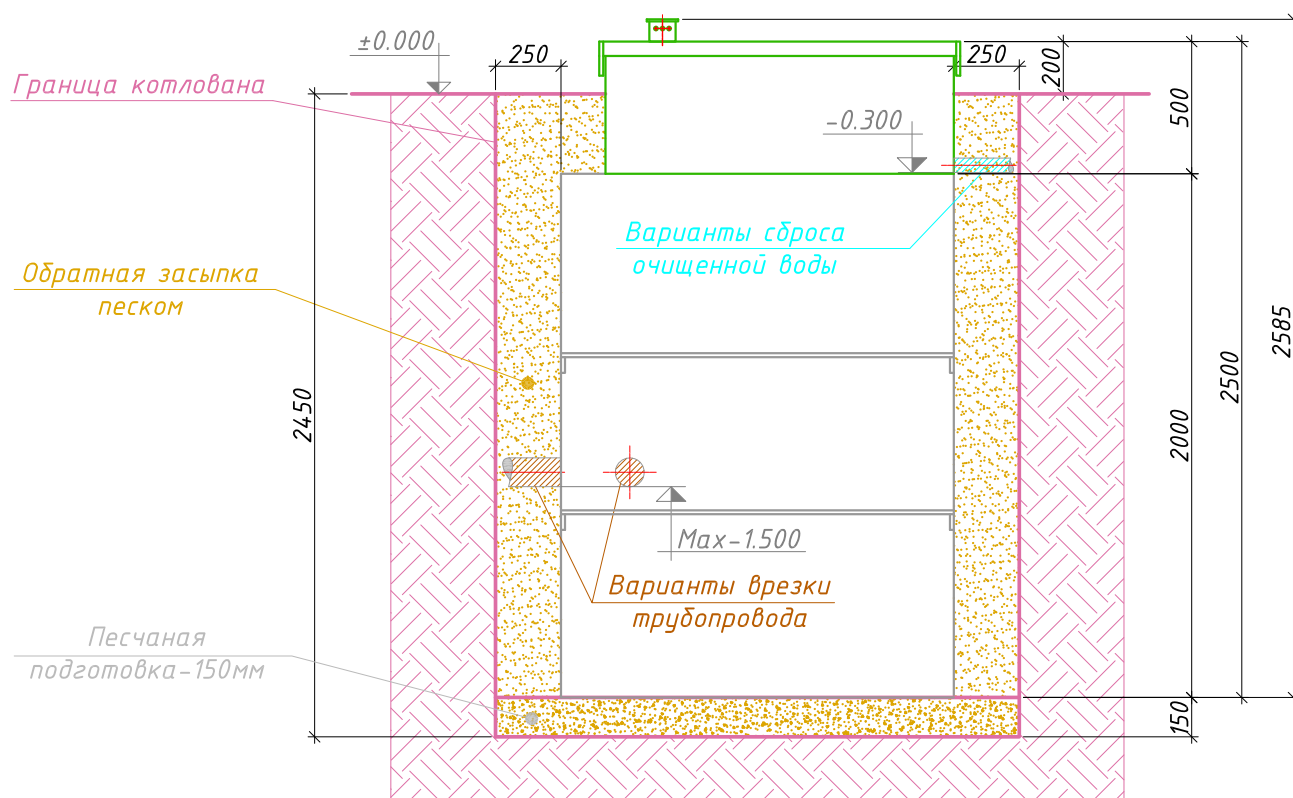 ±0.000
250
250
200
Граница котлована
500
-0.300
Варианты сброса
очищенной воды
Обратная засыпка
песком
2585
2500
2450
2000
Max-1.500
Варианты врезки
трубопровода
Песчаная
подготовка-150мм
150